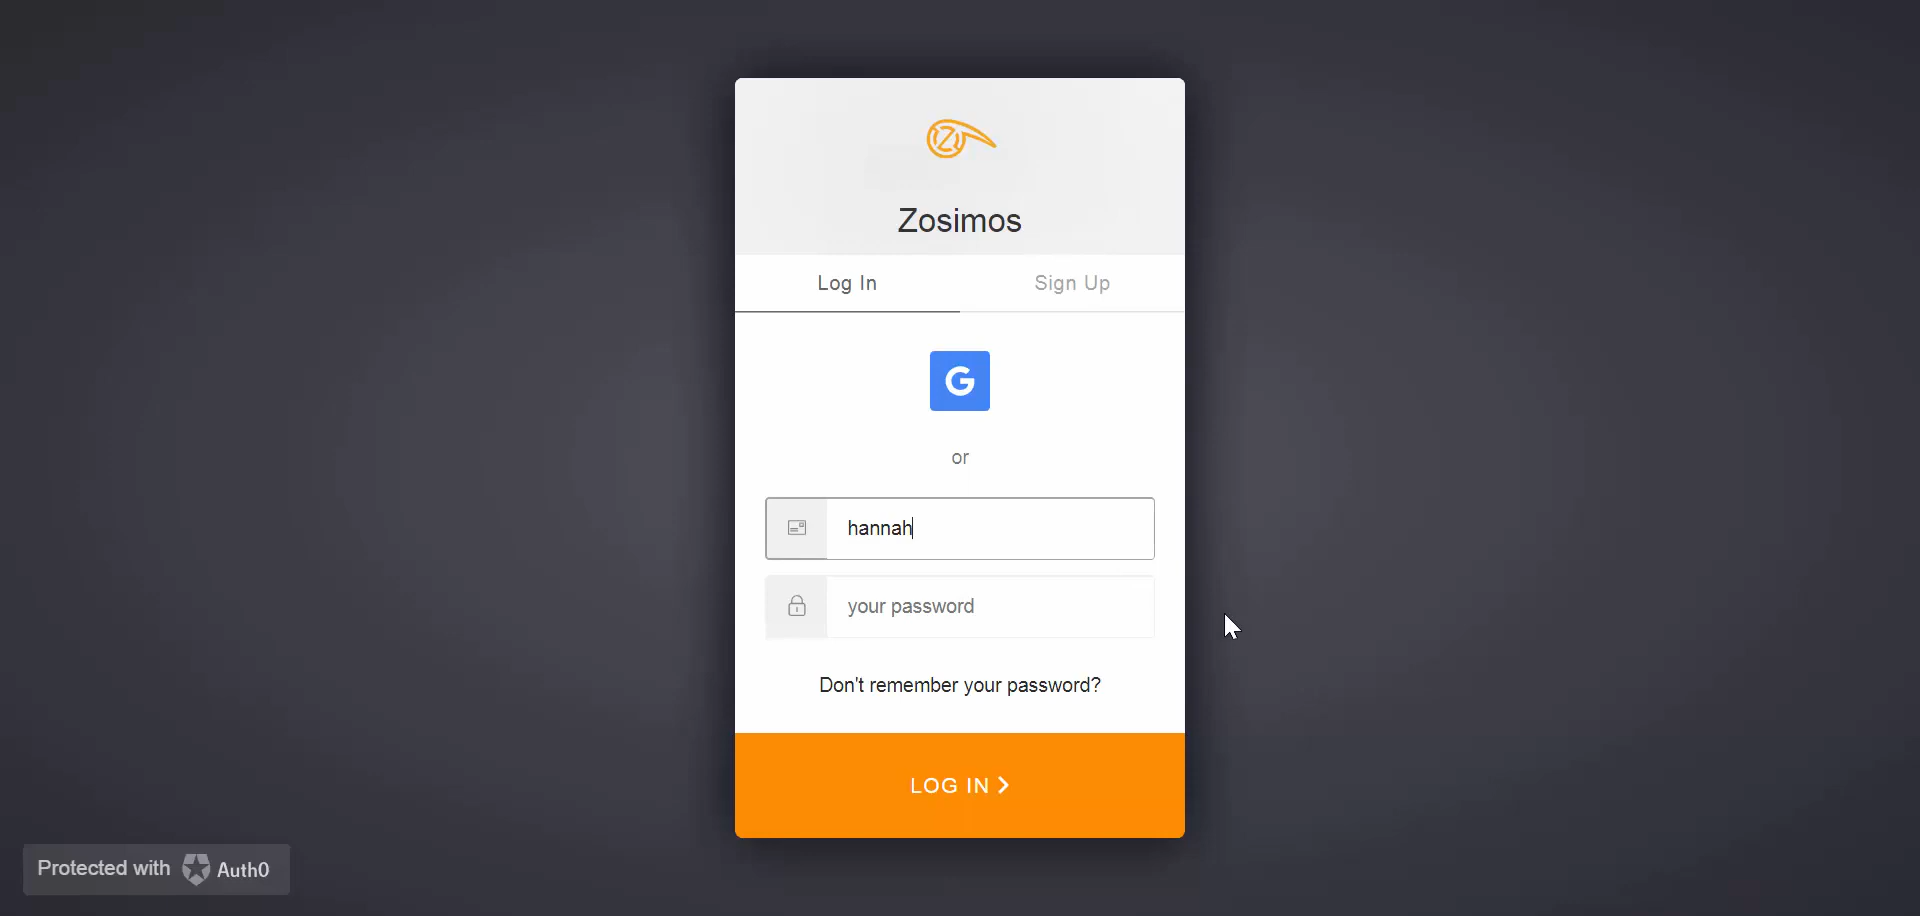 Zosimos
Log In
Sign Up
G
or
hannah
your password
Don't remember your password?
LOG IN
Protected with Auth0